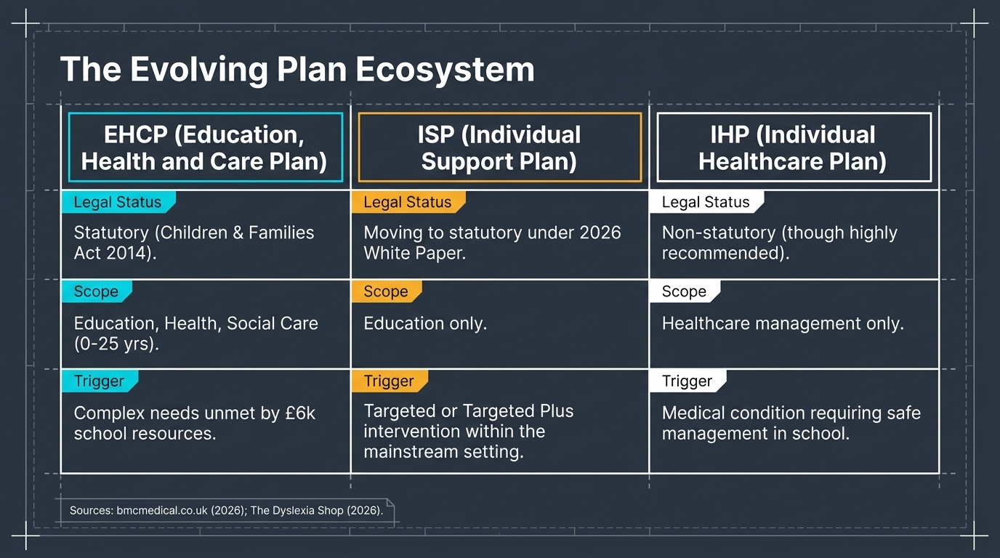 The Evolving Plan Ecosystem
EHCP (Education,
Health and Care Plan)
ISP (Individual
Support Plan)
IHP (Individual
Healthcare Plan)
Legal Status
Statutory (Children & Families
Act 2014).
Legal Status
Moving to statutory under 2026
White Paper.
Legal Status
Non-statutory (though highly
recommended).
Scope
Education, Health, Social Care
(0-25 yrs).
Scope
Education only.
Scope
Healthcare management only.
Trigger
Complex needs unmet by £6k
school resources.
Trigger
Targeted or Targeted Plus
intervention within the
mainstream setting.
Trigger
Medical condition requiring safe
management in school.
Sources: bmcmedical.co.uk (2026); The Dyslexia Shop (2026).